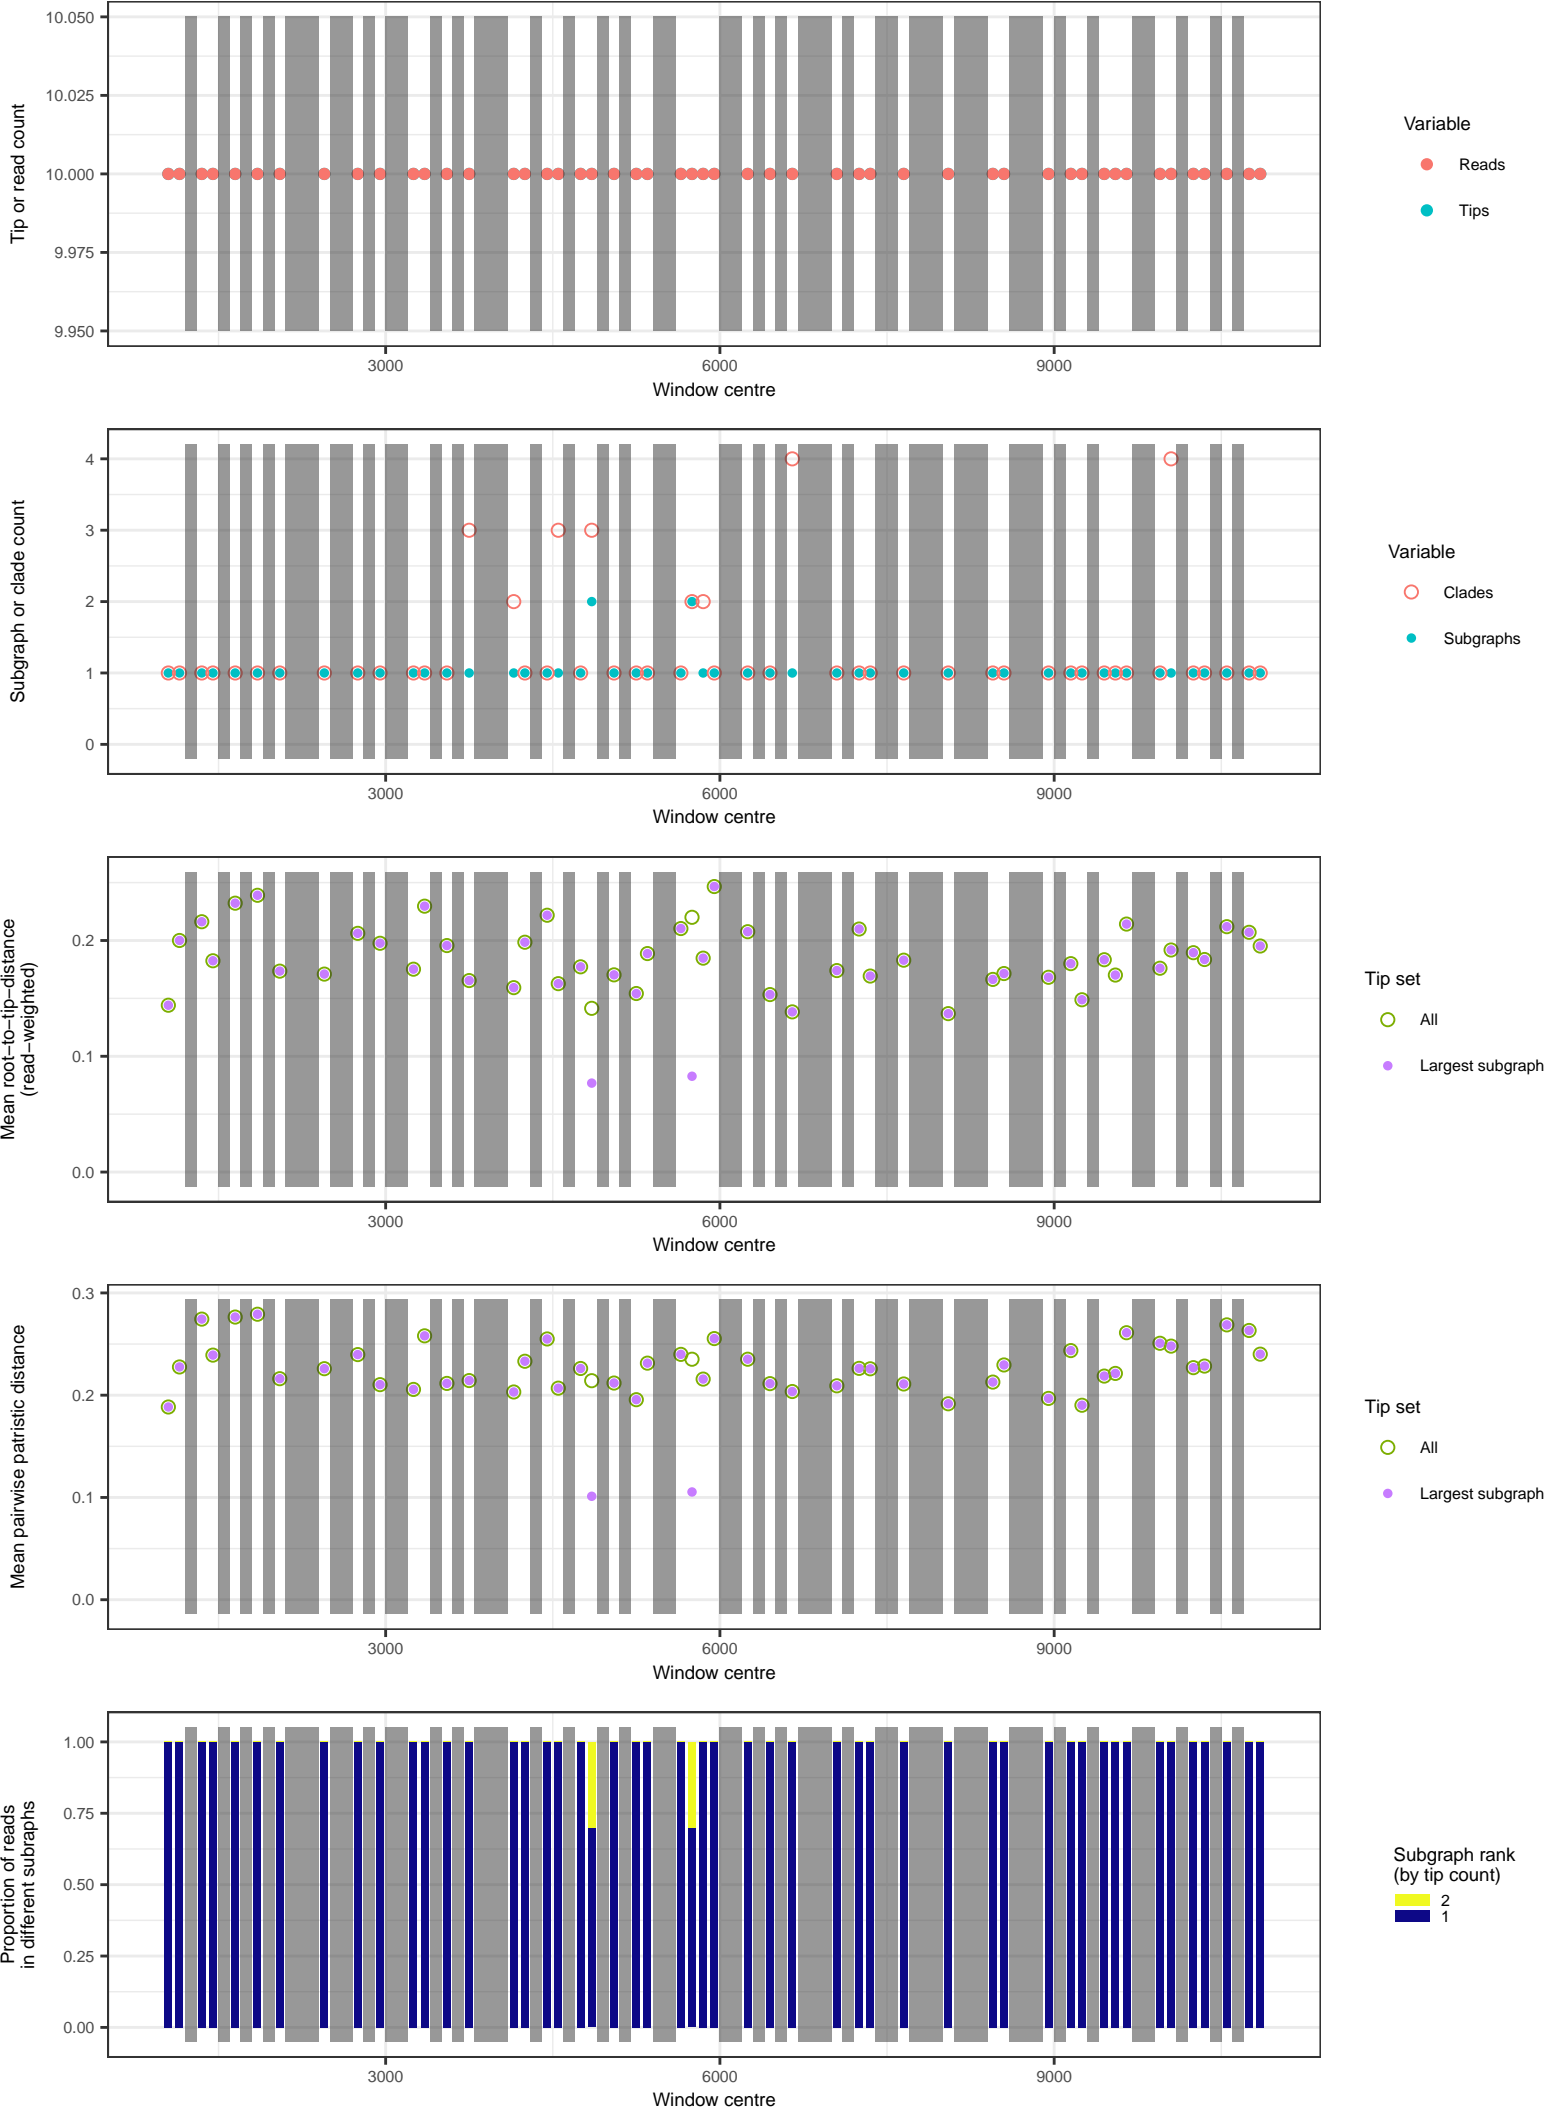 10.050
10.025
10.000
9.975
9.950
Tip or read count
3000
6000
9000
Window centre
Variable
Reads
Tips
4
3
2
1
0
Subgraph or clade count
3000
6000
9000
Window centre
Variable
Clades
Subgraphs
0.2
0.1
0.0
Mean root−to−tip−distance
(read−weighted)
3000
6000
9000
Window centre
Tip set
All
Largest subgraph
0.3
0.2
0.1
0.0
Mean pairwise patristic distance
3000
6000
9000
Window centre
Tip set
All
Largest subgraph
1.00
0.75
0.50
0.25
0.00
Proportion of reads
in different subraphs
3000
6000
9000
Window centre
Subgraph rank
(by tip count)
2
1